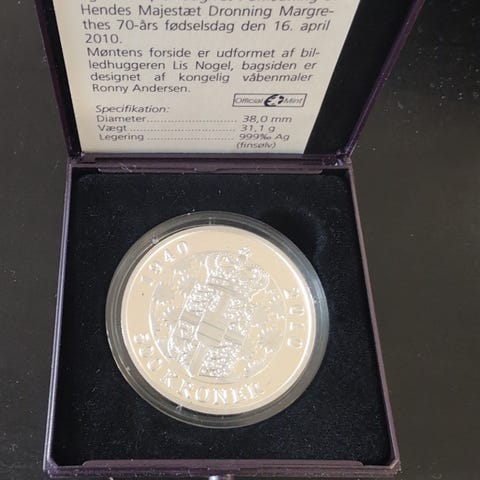 Hendes Majestæt Dronning Margre-
thes 70-års fødselsdag den 16. april
2010.
Møntens forside er udformet af bil-
ledhuggeren Lis Nogel, bagsiden er
designet af kongelig våbenmaler
Ronny Andersen.
Official Mint
Specifikation:
Diameter........................ 38,0 mm
Vægt................................ 31,1 g
Legering ..................... 999‰ Ag
(finsølv)
1940 2010
500 KRONER